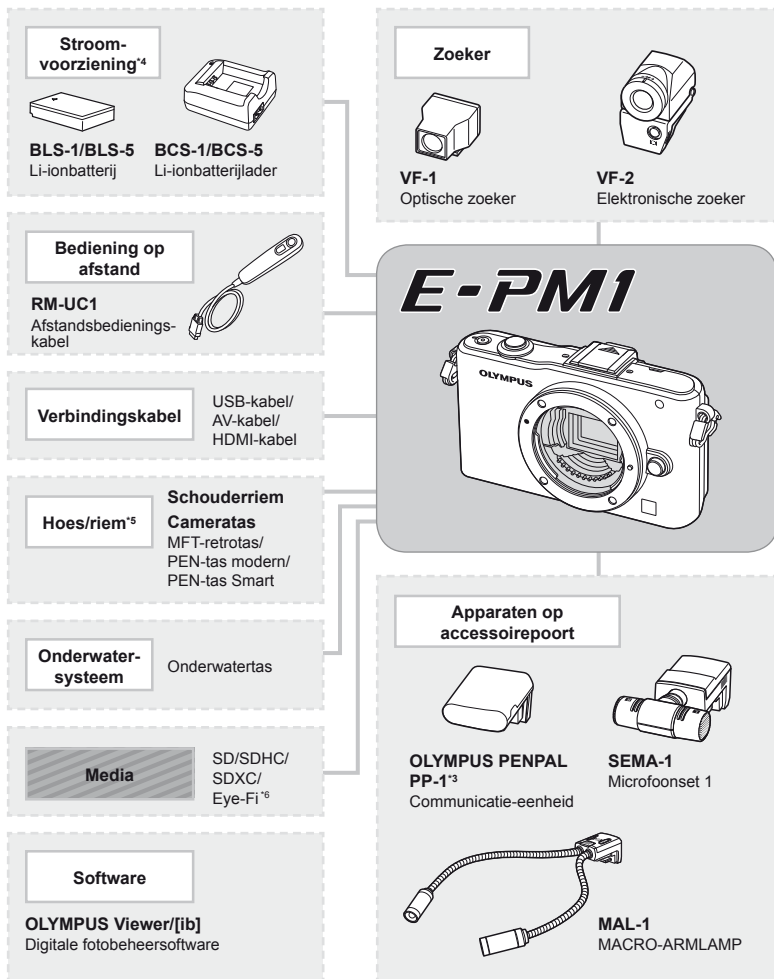 Stroom-
voorziening*4
BLS-1/BLS-5
Li-ionbatterij
BCS-1/BCS-5
Li-ionbatterijlader
Bediening op
afstand
RM-UC1
Afstandsbedienings-
kabel
Verbindingskabel
USB-kabel/
AV-kabel/
HDMI-kabel
Hoes/riem*5
Schouderriem
Cameratas
MFT-retrotas/
PEN-tas modern/
PEN-tas Smart
Onderwater-
systeem
Onderwatertas
Media
SD/SDHC/
SDXC/
Eye-Fi*6
Software
OLYMPUS Viewer/[ib]
Digitale fotobeheersoftware
Zoeker
VF-1
Optische zoeker
VF-2
Elektronische zoeker
E-PM1
OLYMPUS
Apparaten op
accessoirepoort
OLYMPUS PENPAL
PP-1*3
Communicatie-eenheid
SEMA-1
Microfoonset 1
MAL-1
MACRO-ARMLAMP